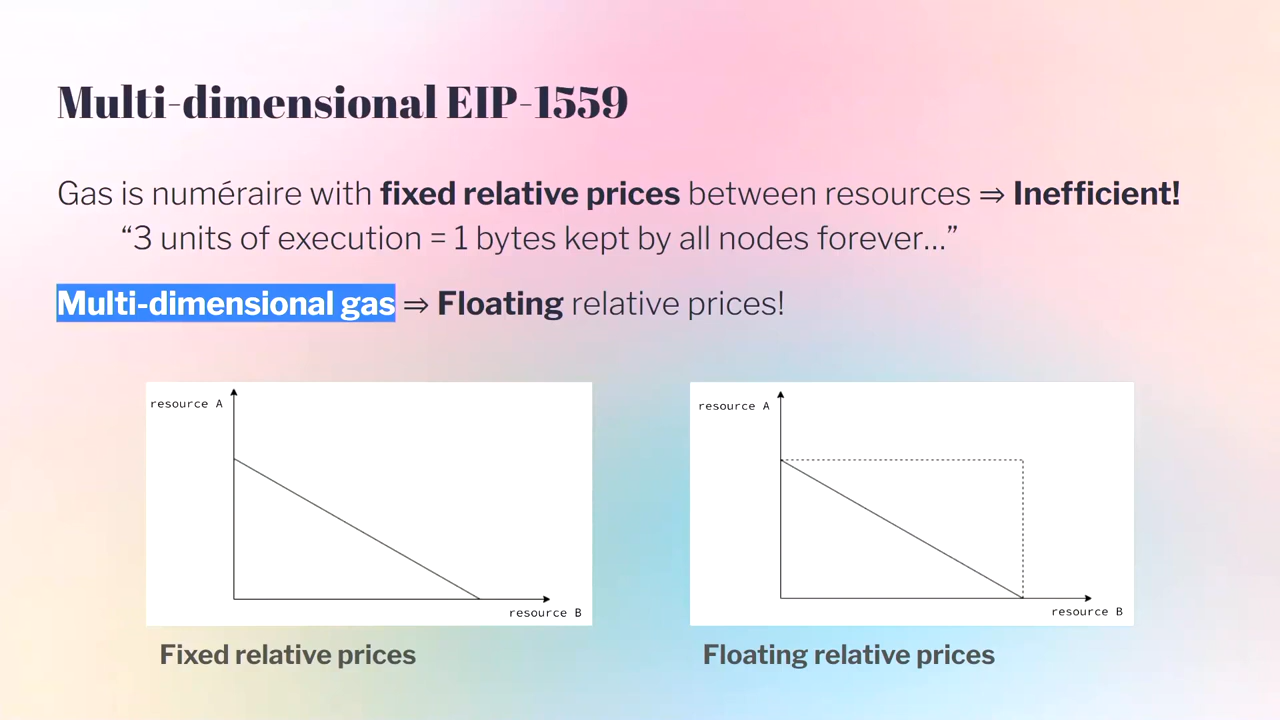 Multi-dimensional EIP-1559
Gas is numéraire with fixed relative prices between resources ⇒ Inefficient!
“3 units of execution = 1 bytes kept by all nodes forever…”
Multi-dimensional gas ⇒ Floating relative prices!
resource A
resource B
Fixed relative prices
resource A
resource B
Floating relative prices